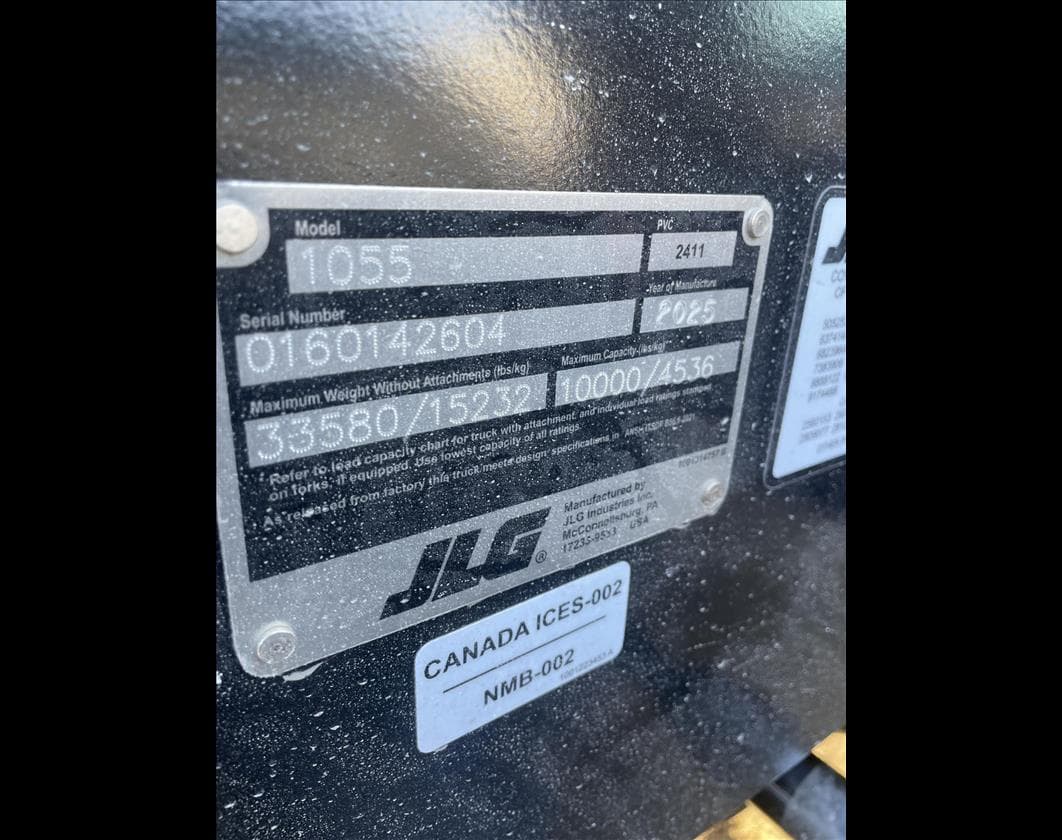 Model
PVC
1055
2411
Serial Number
Year of Manufacture
0160142604
2025
Maximum Weight Without Attachments (lbs/kg)
Maximum Capacity (lbs/kg)
33580/15232
10000/4536
Refer to load capacity chart for truck with attachment, and individual load ratings stamped
on forks, if equipped. Use lowest capacity of all ratings.
As released from factory this truck meets design specifications in ANSI/ITSDF
JLG®
Manufactured by
JLG Industries Inc.
McConnellsburg, PA
USA
CANADA ICES-002
NMB-002
1001223453 A